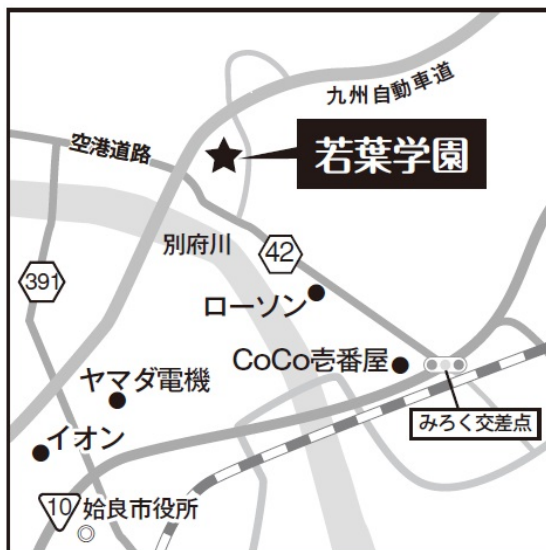 九州自動車道
空港道路
若葉学園
別府川
42
391
ローソン
CoCo壱番屋
ヤマダ電機
みろく交差点
イオン
10
姶良市役所